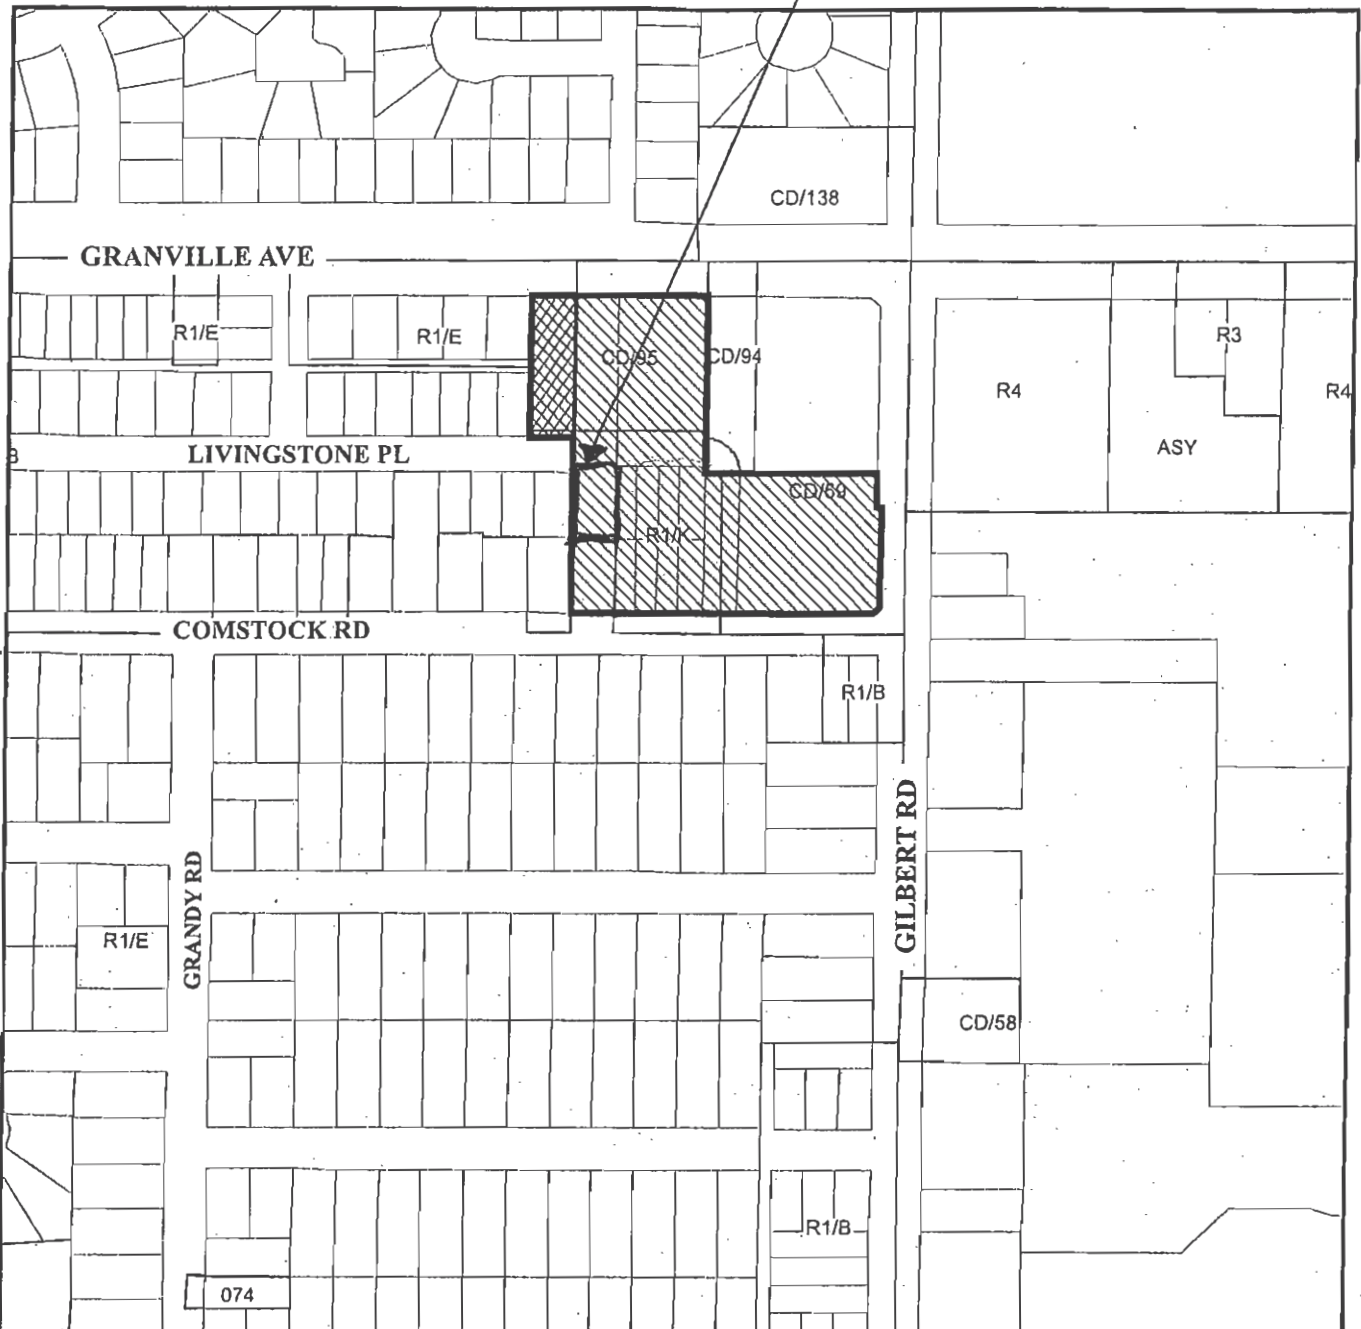 CD/138
GRANVILLE AVE
R1/E
R1/E
CD/95
CD/94
R3
R4
R4
ASY
B
LIVINGSTONE PL
CD/69
R1/K
COMSTOCK RD
R1/B
GILBERT RD
GRANDY RD
R1/E
CD/58
R1/B
074